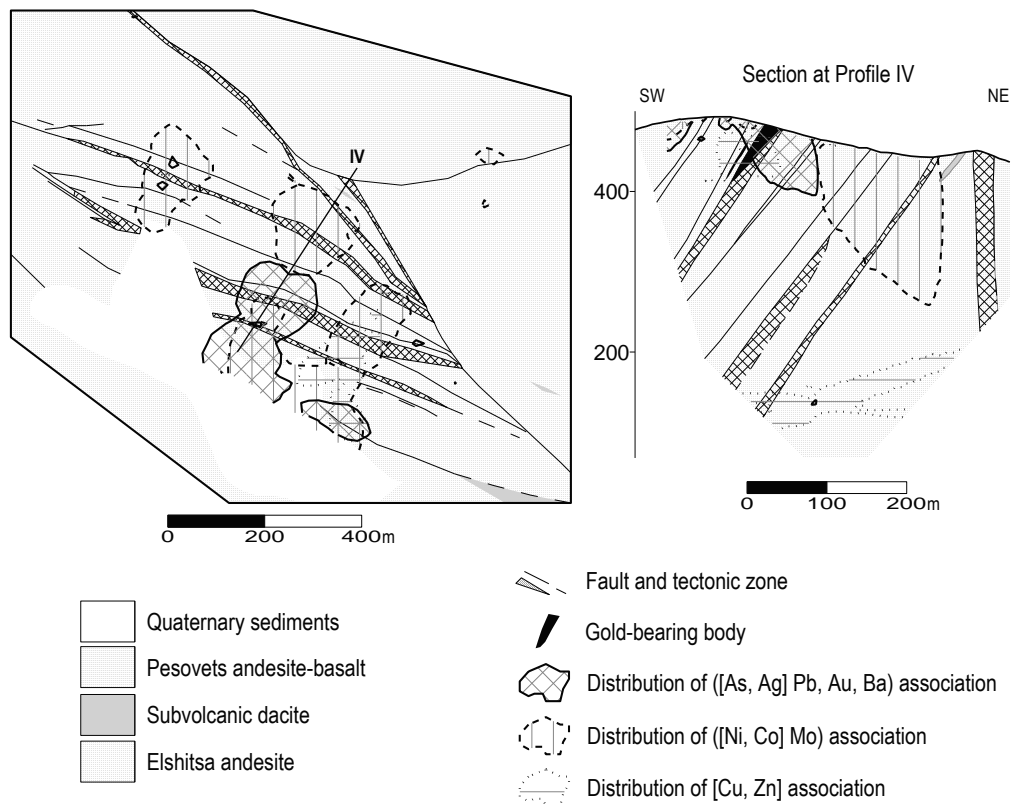 Section at Profile IV
SW
NE
IV
400
200
0 200 400m
0 100 200m
Quaternary sediments
Pesovets andesite-basalt
Subvolcanic dacite
Elshitsa andesite
Fault and tectonic zone
Gold-bearing body
Distribution of ([As, Ag] Pb, Au, Ba) association
Distribution of ([Ni, Co] Mo) association
Distribution of [Cu, Zn] association